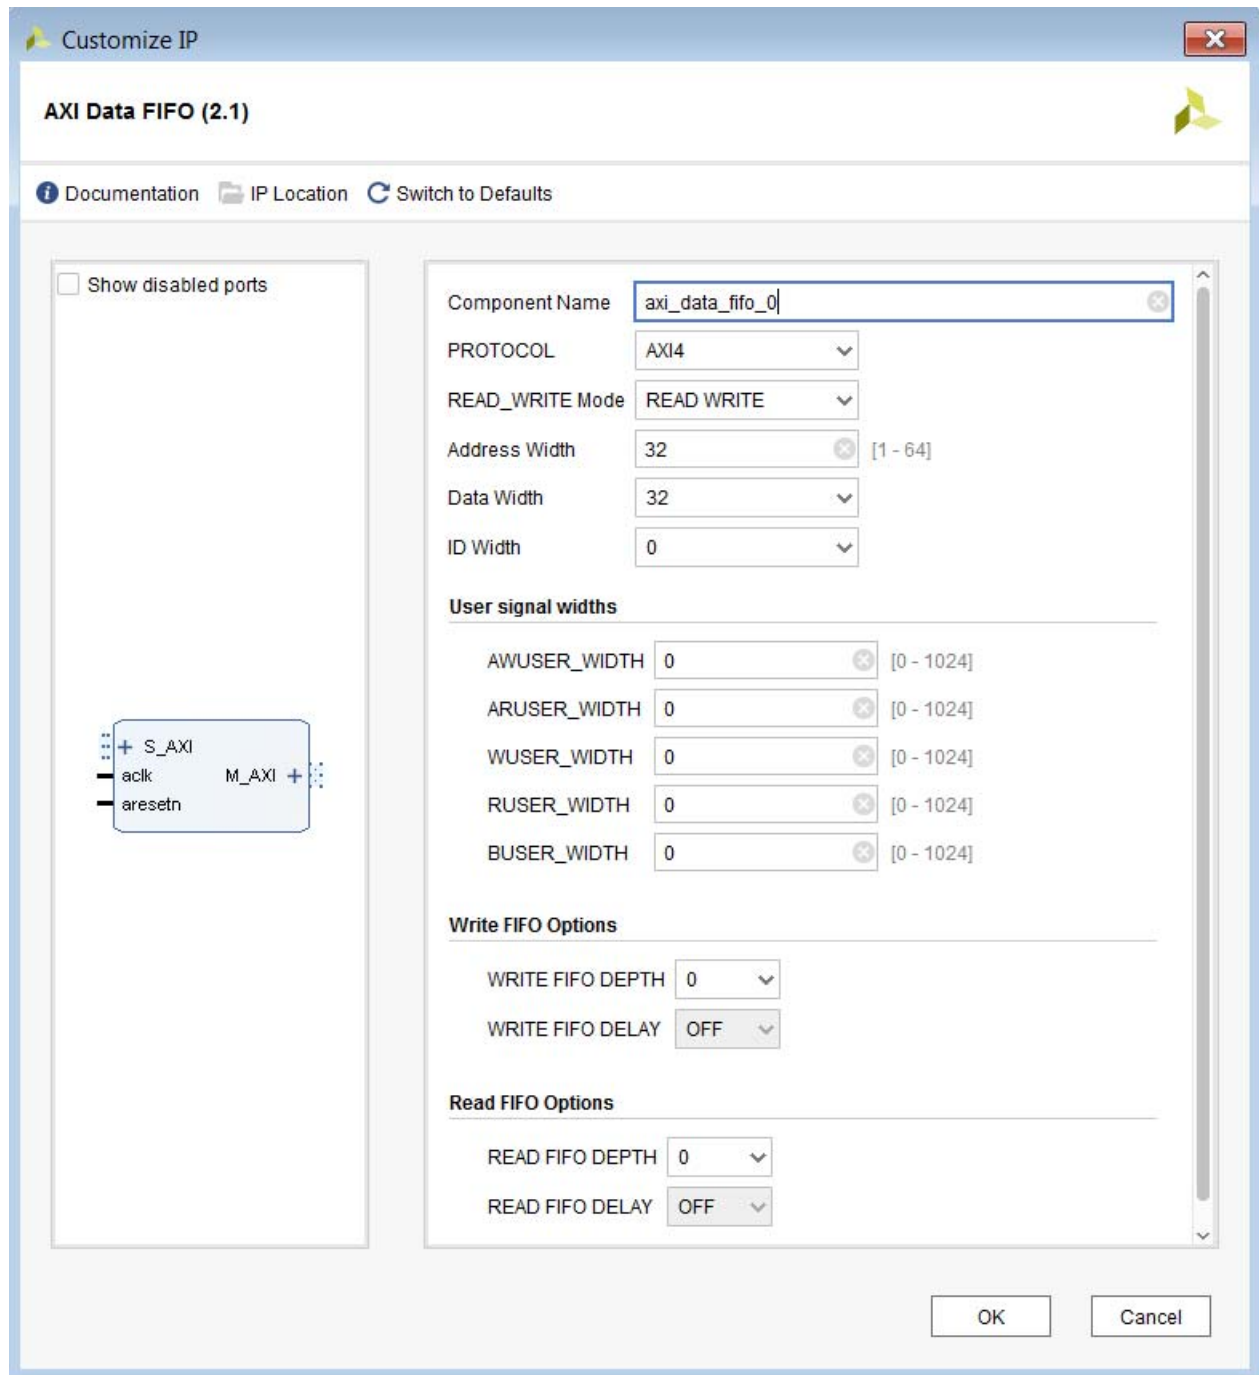 Customize IP
AXI Data FIFO (2.1)
Documentation IP Location Switch to Defaults
Show disabled ports
S_AXI
aclk M_AXI
aresetn
Component Name axi_data_fifo_0
PROTOCOL AXI4
READ_WRITE Mode READ WRITE
Address Width 32 [1 - 64]
Data Width 32
ID Width 0
User signal widths
AWUSER_WIDTH 0 [0 - 1024]
ARUSER_WIDTH 0 [0 - 1024]
WUSER_WIDTH 0 [0 - 1024]
RUSER_WIDTH 0 [0 - 1024]
BUSER_WIDTH 0 [0 - 1024]
Write FIFO Options
WRITE FIFO DEPTH 0
WRITE FIFO DELAY OFF
Read FIFO Options
READ FIFO DEPTH 0
READ FIFO DELAY OFF
OK Cancel